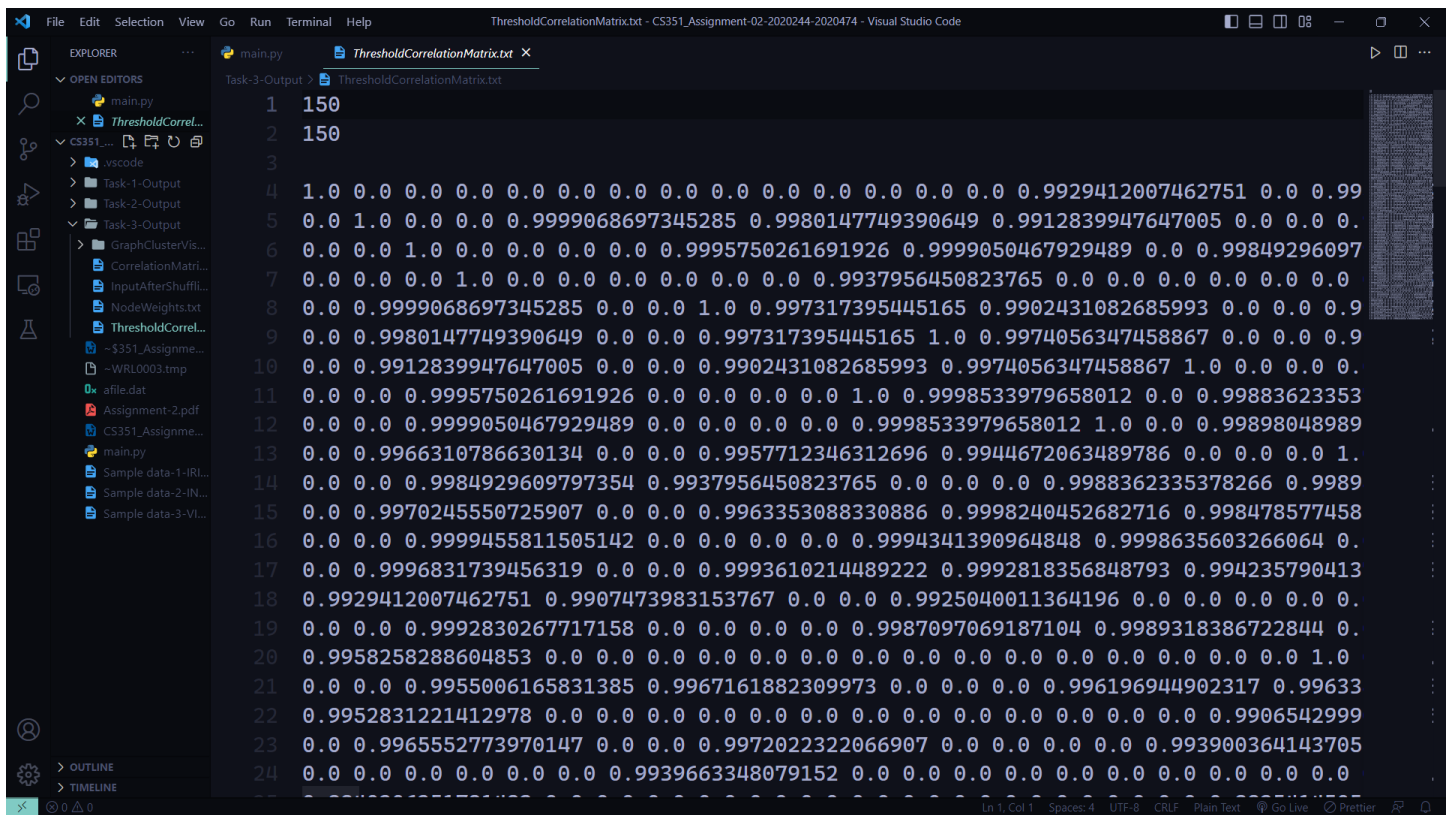 File Edit Selection View Go Run Terminal Help ThresholdCorrelationMatrix.txt - CS351_Assignment-02-2020244-2020474 - Visual Studio Code
EXPLORER
OPEN EDITORS
main.py
ThresholdCorrel...
CS351_...
.vscode
Task-1-Output
Task-2-Output
Task-3-Output
GraphClusterVis...
CorrelationMatri...
InputAfterShuffli...
NodeWeights.txt
ThresholdCorrel...
~$351_Assignme...
~WRL0003.tmp
afile.dat
Assignment-2.pdf
CS351_Assignme...
main.py
Sample data-1-IRI...
Sample data-2-IN...
Sample data-3-VI...
OUTLINE
TIMELINE
main.py ThresholdCorrelationMatrix.txt
Task-3-Output > ThresholdCorrelationMatrix.txt
1 150
2 150
3
4 1.0 0.0 0.0 0.0 0.0 0.0 0.0 0.0 0.0 0.0 0.0 0.0 0.0 0.0 0.9929412007462751 0.0 0.99
5 0.0 1.0 0.0 0.0 0.9999068697345285 0.9980147749390649 0.9912839947647005 0.0 0.0 0.
6 0.0 0.0 1.0 0.0 0.0 0.0 0.0 0.9995750261691926 0.9999050467929489 0.0 0.99849296097
7 0.0 0.0 0.0 1.0 0.0 0.0 0.0 0.0 0.0 0.0 0.9937956450823765 0.0 0.0 0.0 0.0 0.0 0.0
8 0.0 0.9999068697345285 0.0 0.0 1.0 0.9973173954451​65 0.9902431082685993 0.0 0.0 0.9
9 0.0 0.9980147749390649 0.0 0.0 0.997317395445165 1.0 0.9974056347458867 0.0 0.0 0.9
10 0.0 0.9912839947647005 0.0 0.0 0.9902431082685993 0.9974056347458867 1.0 0.0 0.0 0.
11 0.0 0.0 0.9995750261691926 0.0 0.0 0.0 0.0 1.0 0.9998533979658012 0.0 0.99883623353
12 0.0 0.0 0.9999050467929489 0.0 0.0 0.0 0.0 0.9998533979658012 1.0 0.0 0.99898048989
13 0.0 0.9966310786630134 0.0 0.0 0.9957712346312696 0.9944672063489786 0.0 0.0 0.0 1.
14 0.0 0.0 0.9984929609797354 0.9937956450823765 0.0 0.0 0.0 0.9988362335378266 0.9989
15 0.0 0.9970245550725907 0.0 0.0 0.9963353088330886 0.9998240452682716 0.998478577458
16 0.0 0.0 0.9999455811505142 0.0 0.0 0.0 0.0 0.9994341390964848 0.9998635603266064 0.
17 0.0 0.9996831739456319 0.0 0.0 0.9993610214489222 0.9992818356848793 0.994235790413
18 0.9929412007462751 0.9907473983153767 0.0 0.0 0.992504001​1364196 0.0 0.0 0.0 0.0 0.
19 0.0 0.0 0.9992830267717158 0.0 0.0 0.0 0.0 0.9987097069187104 0.9989318386722844 0.
20 0.9958258288604853 0.0 0.0 0.0 0.0 0.0 0.0 0.0 0.0 0.0 0.0 0.0 0.0 0.0 0.0 0.0 1.0
21 0.0 0.0 0.9955006165831385 0.9967161882309973 0.0 0.0 0.0 0.996196944902317 0.99633
22 0.9952831221412978 0.0 0.0 0.0 0.0 0.0 0.0 0.0 0.0 0.0 0.0 0.0 0.0 0.0 0.9906542999
23 0.0 0.9965552773970147 0.0 0.0 0.9972022322066907 0.0 0.0 0.0 0.0 0.993900364143705
24 0.0 0.0 0.0 0.0 0.0 0.0 0.9939663348079152 0.0 0.0 0.0 0.0 0.0 0.0 0.0 0.0 0.0 0.0
0 0 Ln 1, Col 1 Spaces: 4 UTF-8 CRLF Plain Text Go Live Prettier